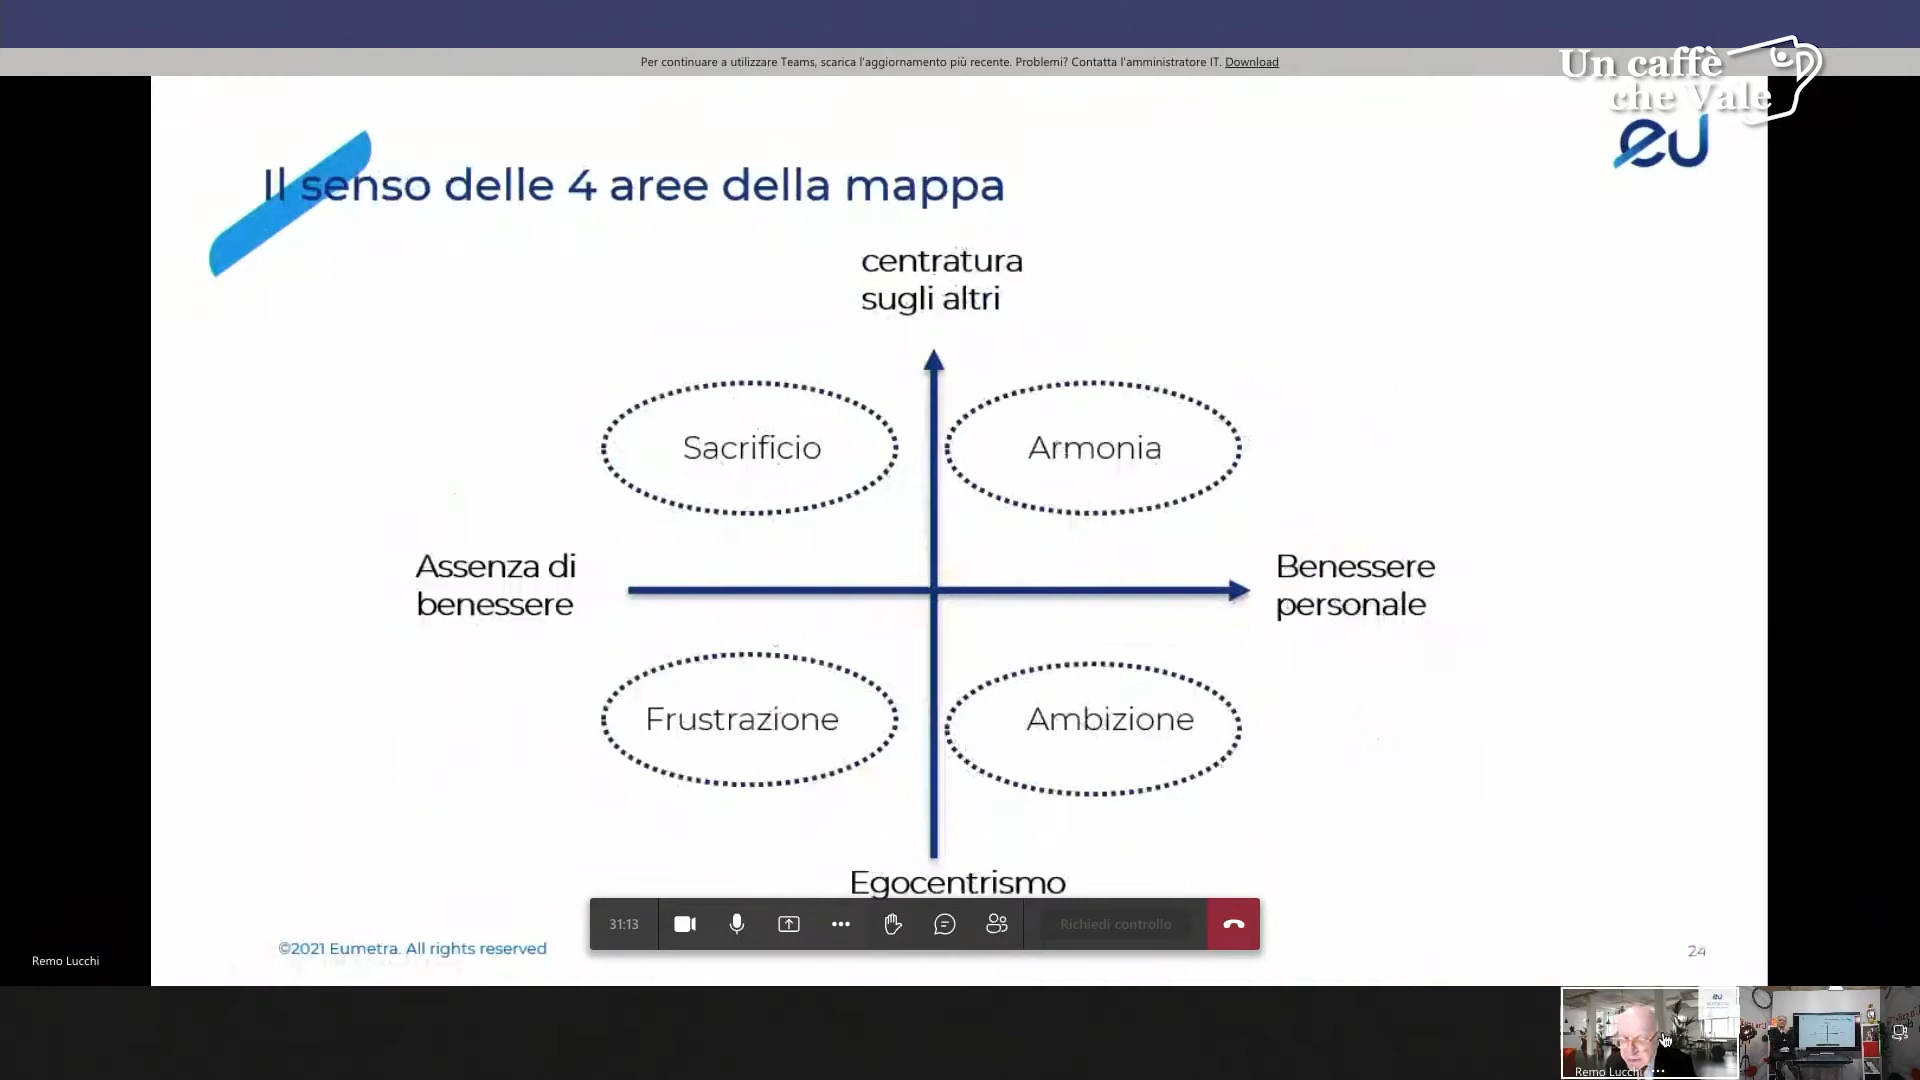 Per continuare a utilizzare Teams, scarica l'aggiornamento più recente. Problemi? Contatta l'amministratore IT. Download
Un caffè
che Vale
eu
Il senso delle 4 aree della mappa
centratura
sugli altri
Sacrificio
Armonia
Assenza di
benessere
Benessere
personale
Frustrazione
Ambizione
Egocentrismo
31:13
Richiedi controllo
©2021 Eumetra. All rights reserved
24
Remo Lucchi
Remo Lucchi